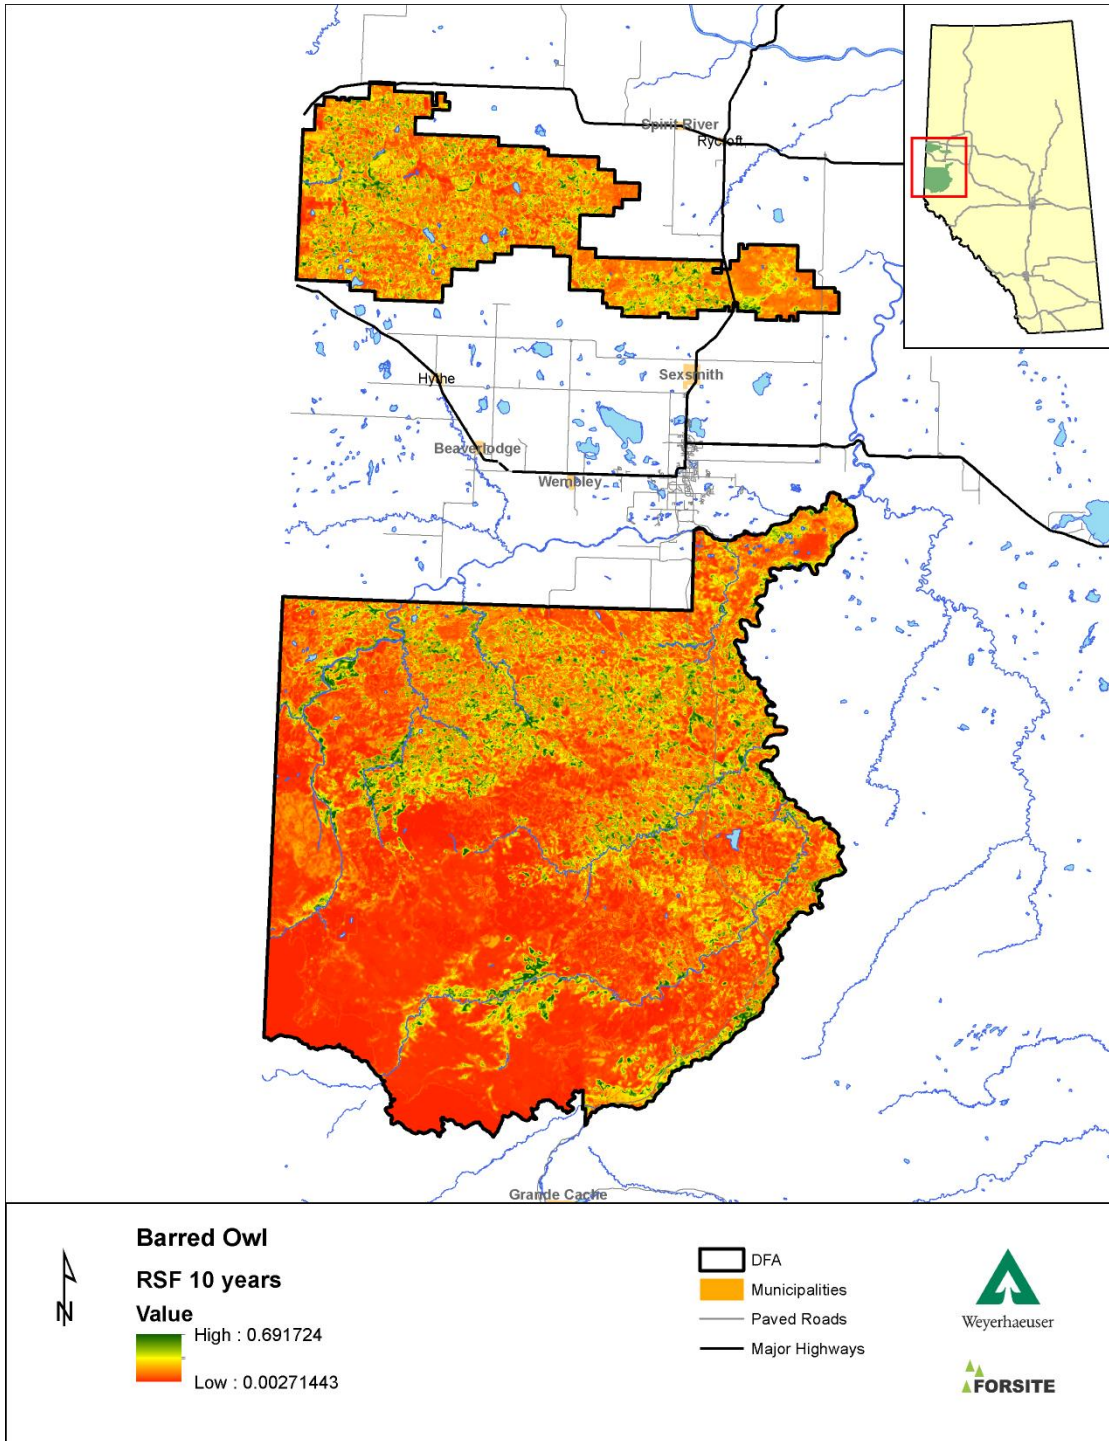 Spirit River
Rycroft
Sexsmith
Hythe
Beaverlodge
Wembley
Grande Cache
Barred Owl
RSF 10 years
Value
High : 0.691724
Low : 0.00271443
N
DFA
Municipalities
Paved Roads
Major Highways
Weyerhaeuser
FORSITE